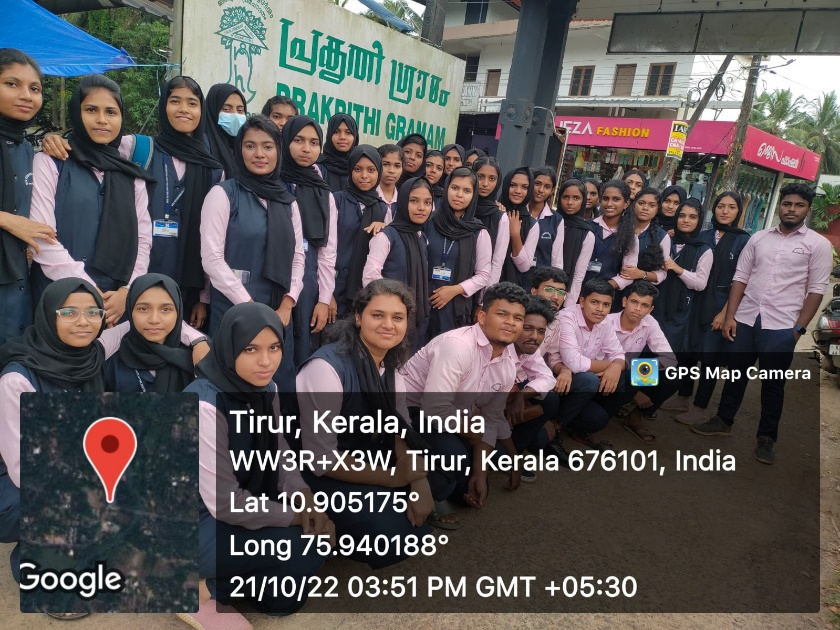 പ്രകൃതി ഗ്രാമം
PRAKRITHI GRAMAM
JEZA FASHION
GPS Map Camera
Tirur, Kerala, India
WW3R+X3W, Tirur, Kerala 676101, India
Lat 10.905175°
Long 75.940188°
21/10/22 03:51 PM GMT +05:30
Google